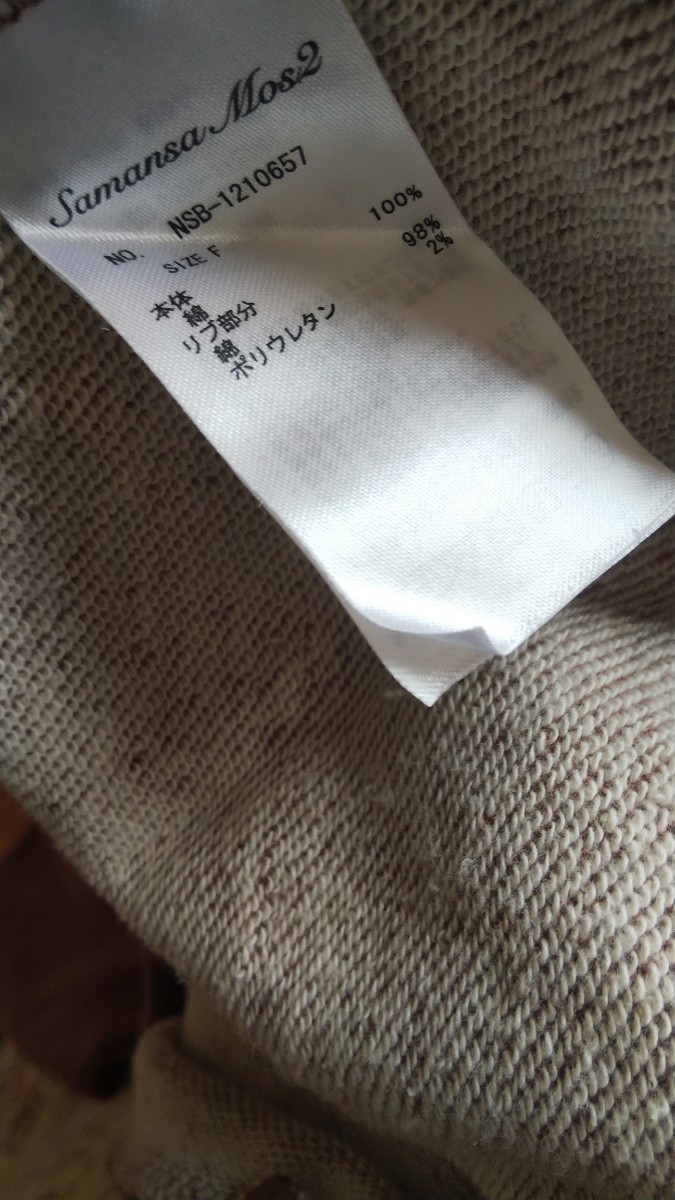 Samansa Mos2
NO. NSB-1210657
SIZE F
本体
綿 100%
リブ部分
綿 98%
ポリウレタン 2%